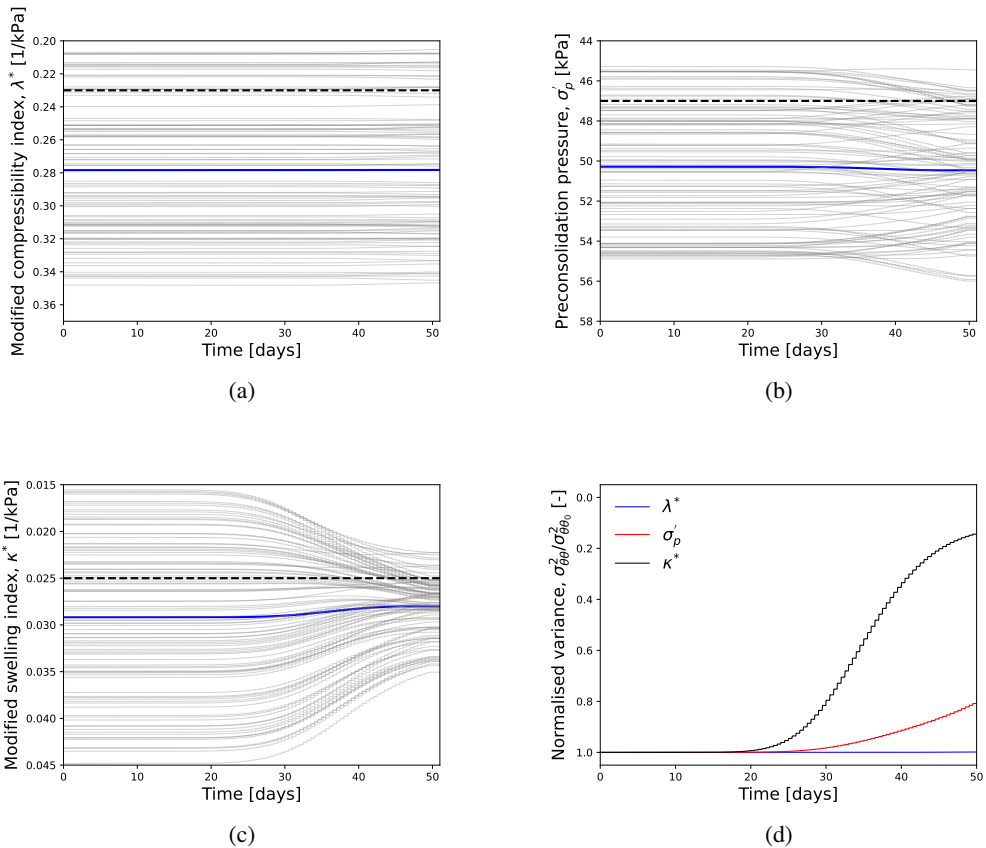 Modified compressibility index, λ* [1/kPa]
0.20
0.22
0.24
0.26
0.28
0.30
0.32
0.34
0.36
0 10 20 30 40 50
Time [days]
(a)
Preconsolidation pressure, σ'p [kPa]
44
46
48
50
52
54
56
58
0 10 20 30 40 50
Time [days]
(b)
Modified swelling index, κ* [1/kPa]
0.015
0.020
0.025
0.030
0.035
0.040
0.045
0 10 20 30 40 50
Time [days]
(c)
Normalised variance, σ²θθ/σ²θθ₀ [-]
0.0
0.2
0.4
0.6
0.8
1.0
λ*
σ'p
κ*
0 10 20 30 40 50
Time [days]
(d)